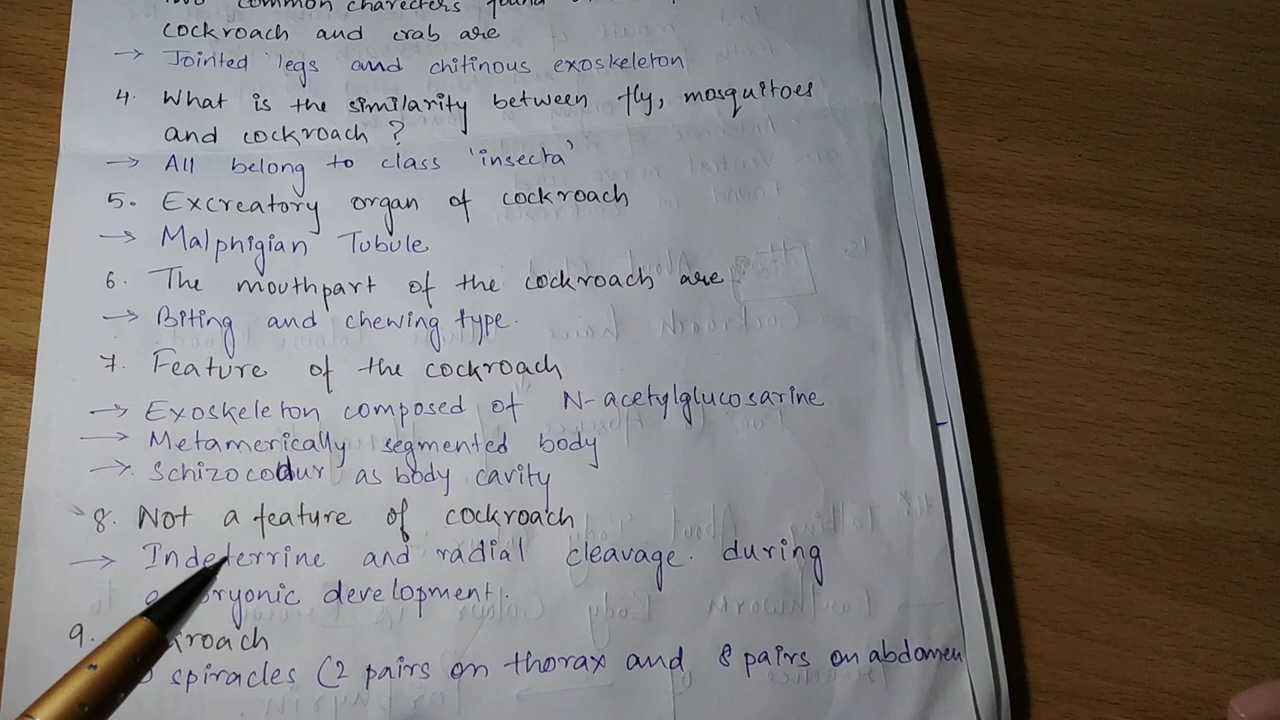 common charecters found
cockroach and crab are
→ Jointed legs and chitinous exoskeleton
4. What is the similarity between fly, mosquitoes
and cockroach ?
→ All belong to class 'insecta'
5. Excreatory organ of cockroach
→ Malphigian Tubule
6. The mouthpart of the cockroach are
→ Biting and chewing type.
7. Feature of the cockroach
→ Exoskeleton composed of N-acetylglucosarine
→ Metamerically segmented body
→ as body cavity
8. Not a feature of cockroach
→ Indeterrine and radial cleavage. during
development.
9.
spiracles (2 pairs on thorax and 8 pairs on abdomen